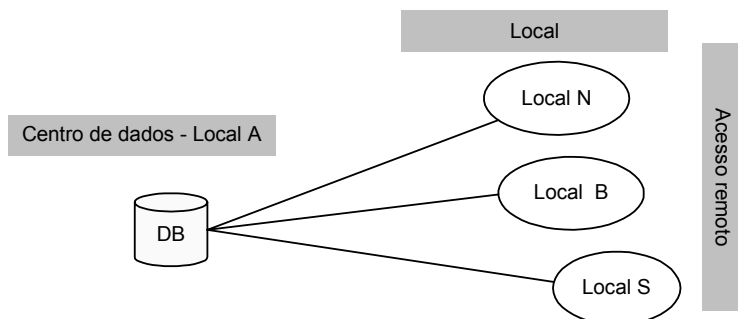 Local
Local N
Centro de dados - Local A
Acesso remoto
Local B
DB
Local S